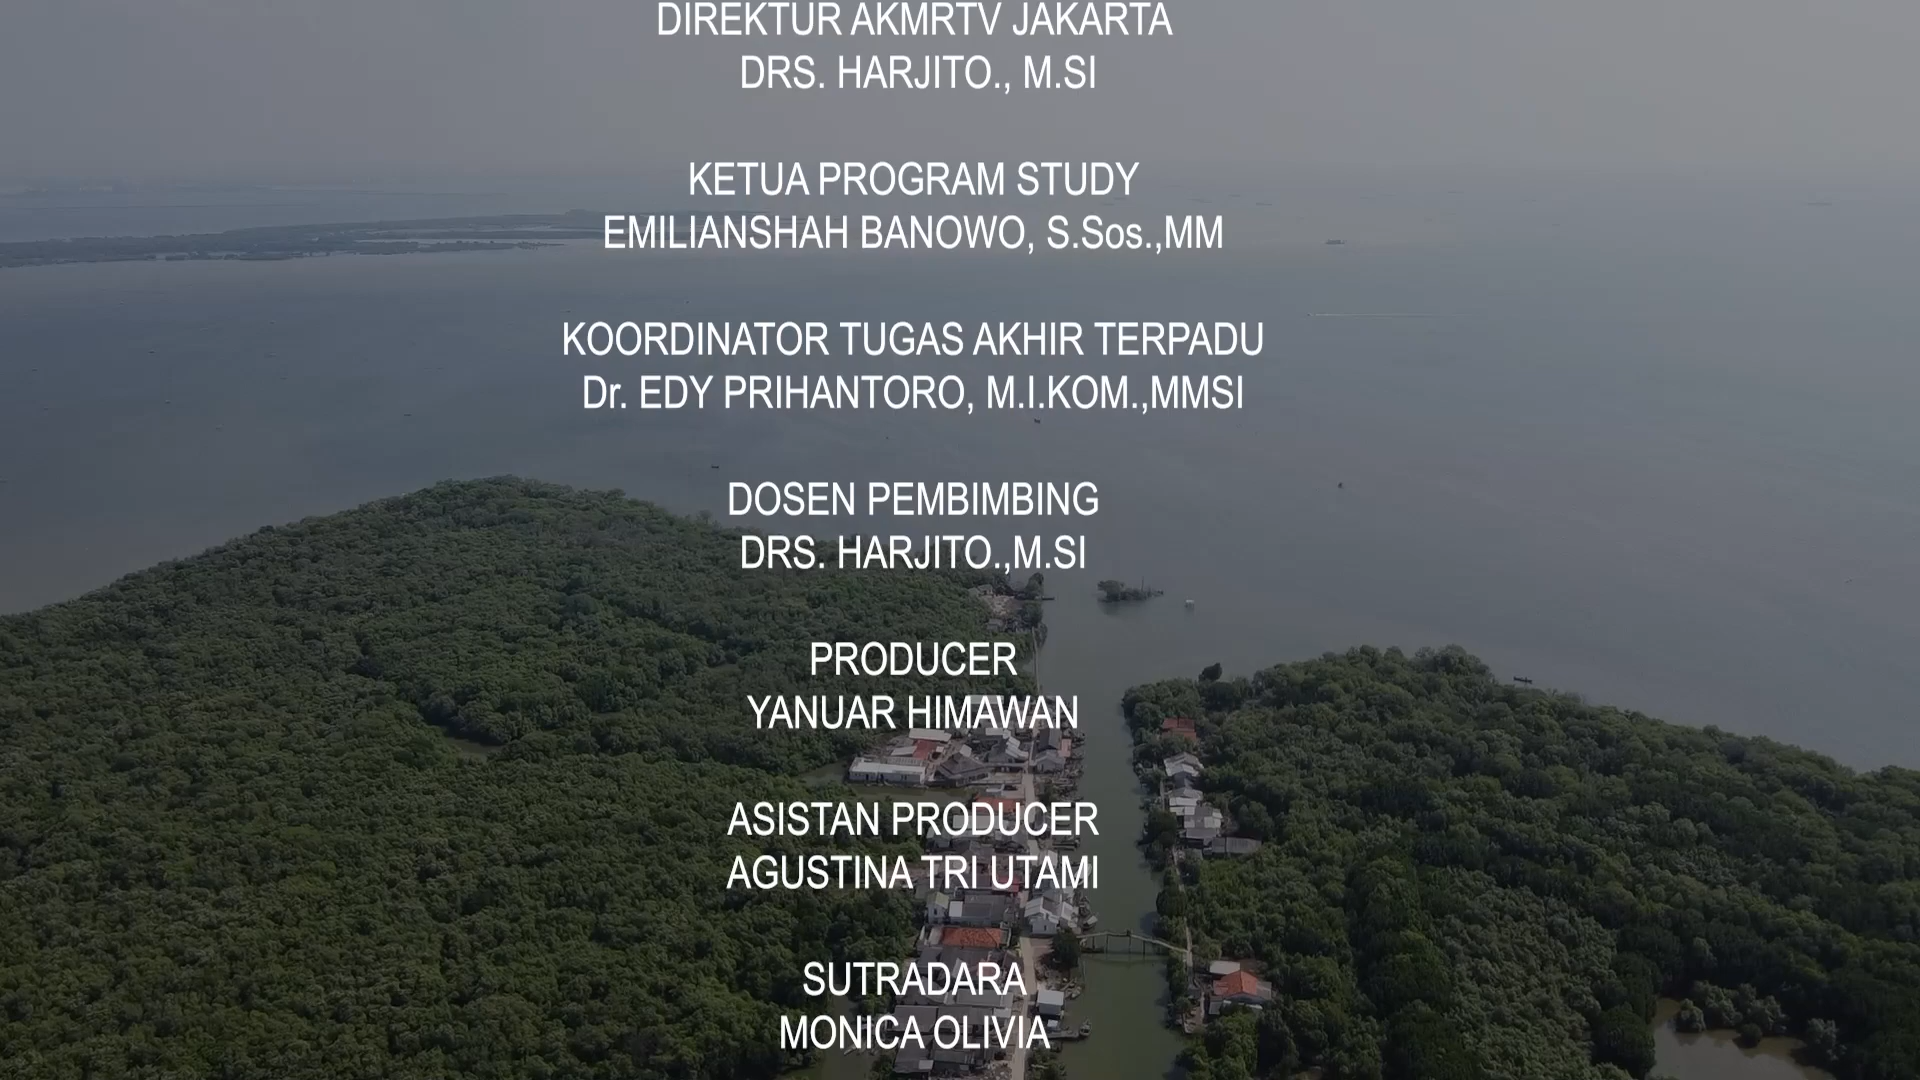 DIREKTUR AKMRTV JAKARTA
DRS. HARJITO., M.SI
KETUA PROGRAM STUDY
EMILIANSHAH BANOWO, S.Sos.,MM
KOORDINATOR TUGAS AKHIR TERPADU
Dr. EDY PRIHANTORO, M.I.KOM.,MMSI
DOSEN PEMBIMBING
DRS. HARJITO.,M.SI
PRODUCER
YANUAR HIMAWAN
ASISTAN PRODUCER
AGUSTINA TRI UTAMI
SUTRADARA
MONICA OLIVIA